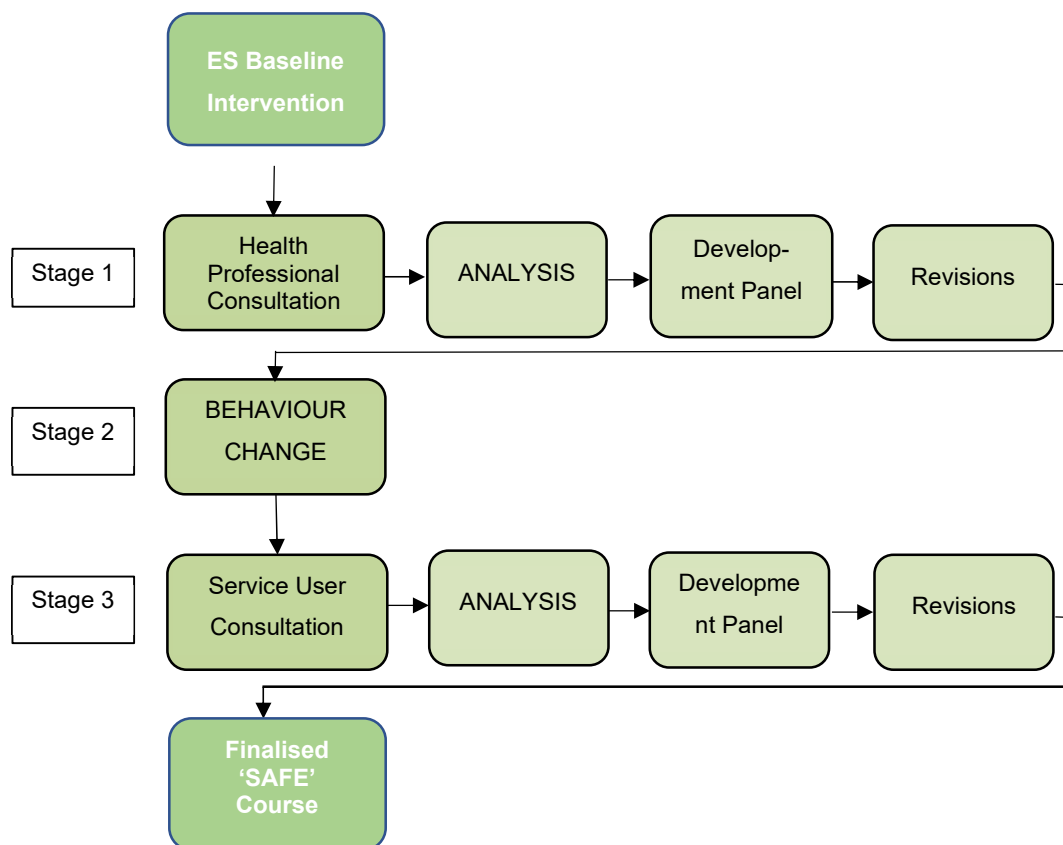 ES Baseline
Intervention
Stage 1
Health
Professional
Consultation
ANALYSIS
Develop-
ment Panel
Revisions
Stage 2
BEHAVIOUR
CHANGE
Stage 3
Service User
Consultation
ANALYSIS
Developme
nt Panel
Revisions
Finalised
‘SAFE’
Course